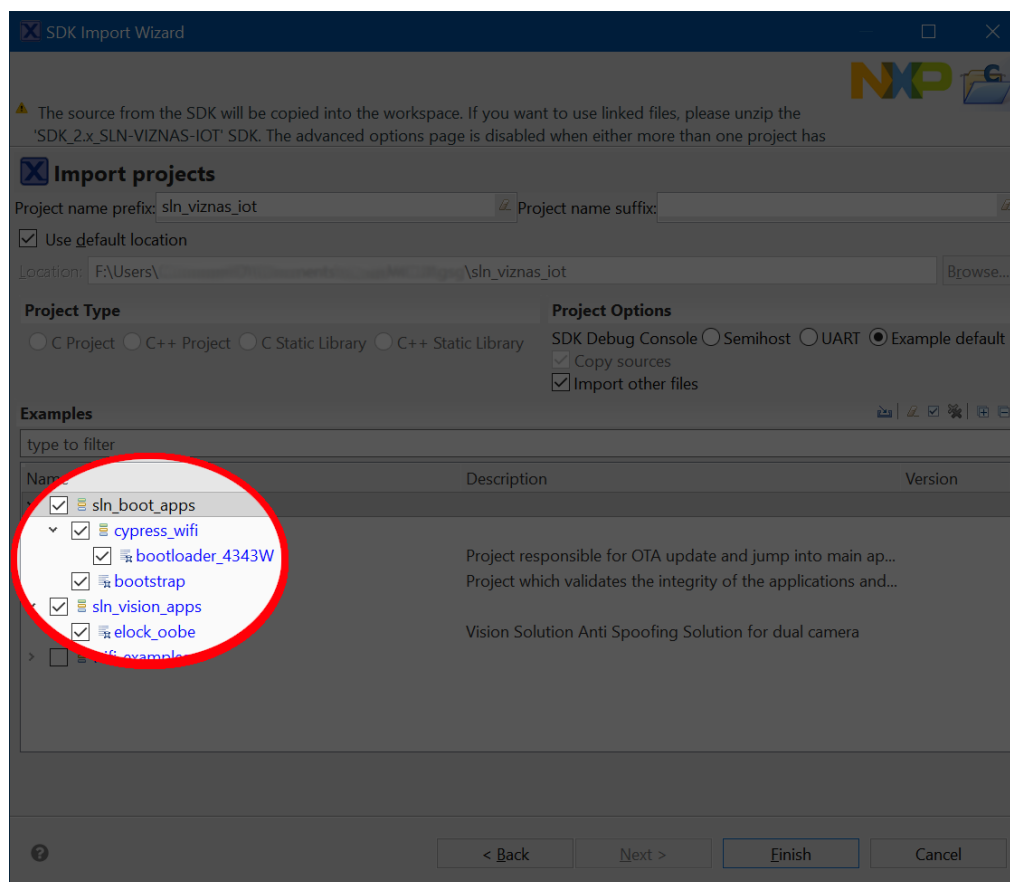 SDK Import Wizard
NXP
The source from the SDK will be copied into the workspace. If you want to use linked files, please unzip the
'SDK_2.x_SLN-VIZNAS-IOT' SDK. The advanced options page is disabled when either more than one project has
Import projects
Project name prefix: sln_viznas_iot Project name suffix:
Use default location
Location: F:\Users\ \sln_viznas_iot Browse...
Project Type Project Options
C Project C++ Project C Static Library C++ Static Library SDK Debug Console Semihost UART Example default
Copy sources
Import other files
Examples
type to filter
Name Description Version
sln_boot_apps
cypress_wifi
bootloader_4343W Project responsible for OTA update and jump into main ap...
bootstrap Project which validates the integrity of the applications and...
sln_vision_apps
elock_oobe Vision Solution Anti Spoofing Solution for dual camera
wifi_examples
< Back Next > Finish Cancel